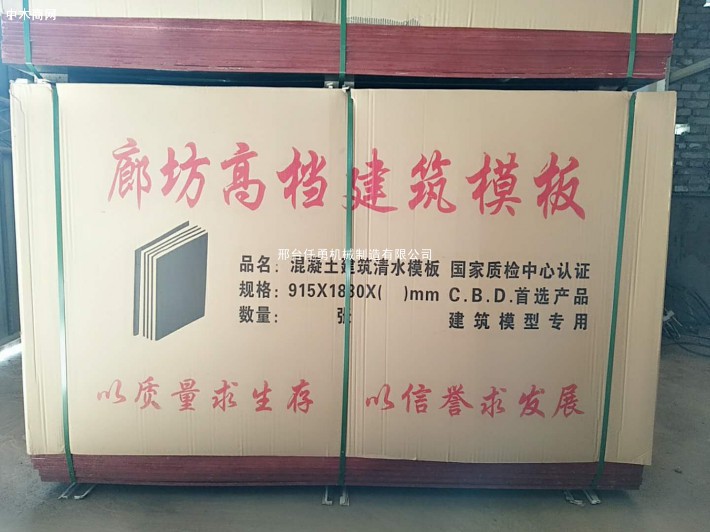 中木商网
廊坊高档建筑模板
邢台任勇机械制造有限公司
品名：混凝土建筑清水模板 国家质检中心认证
规格：915X1830X( )mm C.B.D.首选产品
数量： 张 建筑模型专用
以质量求生存 以信誉求发展